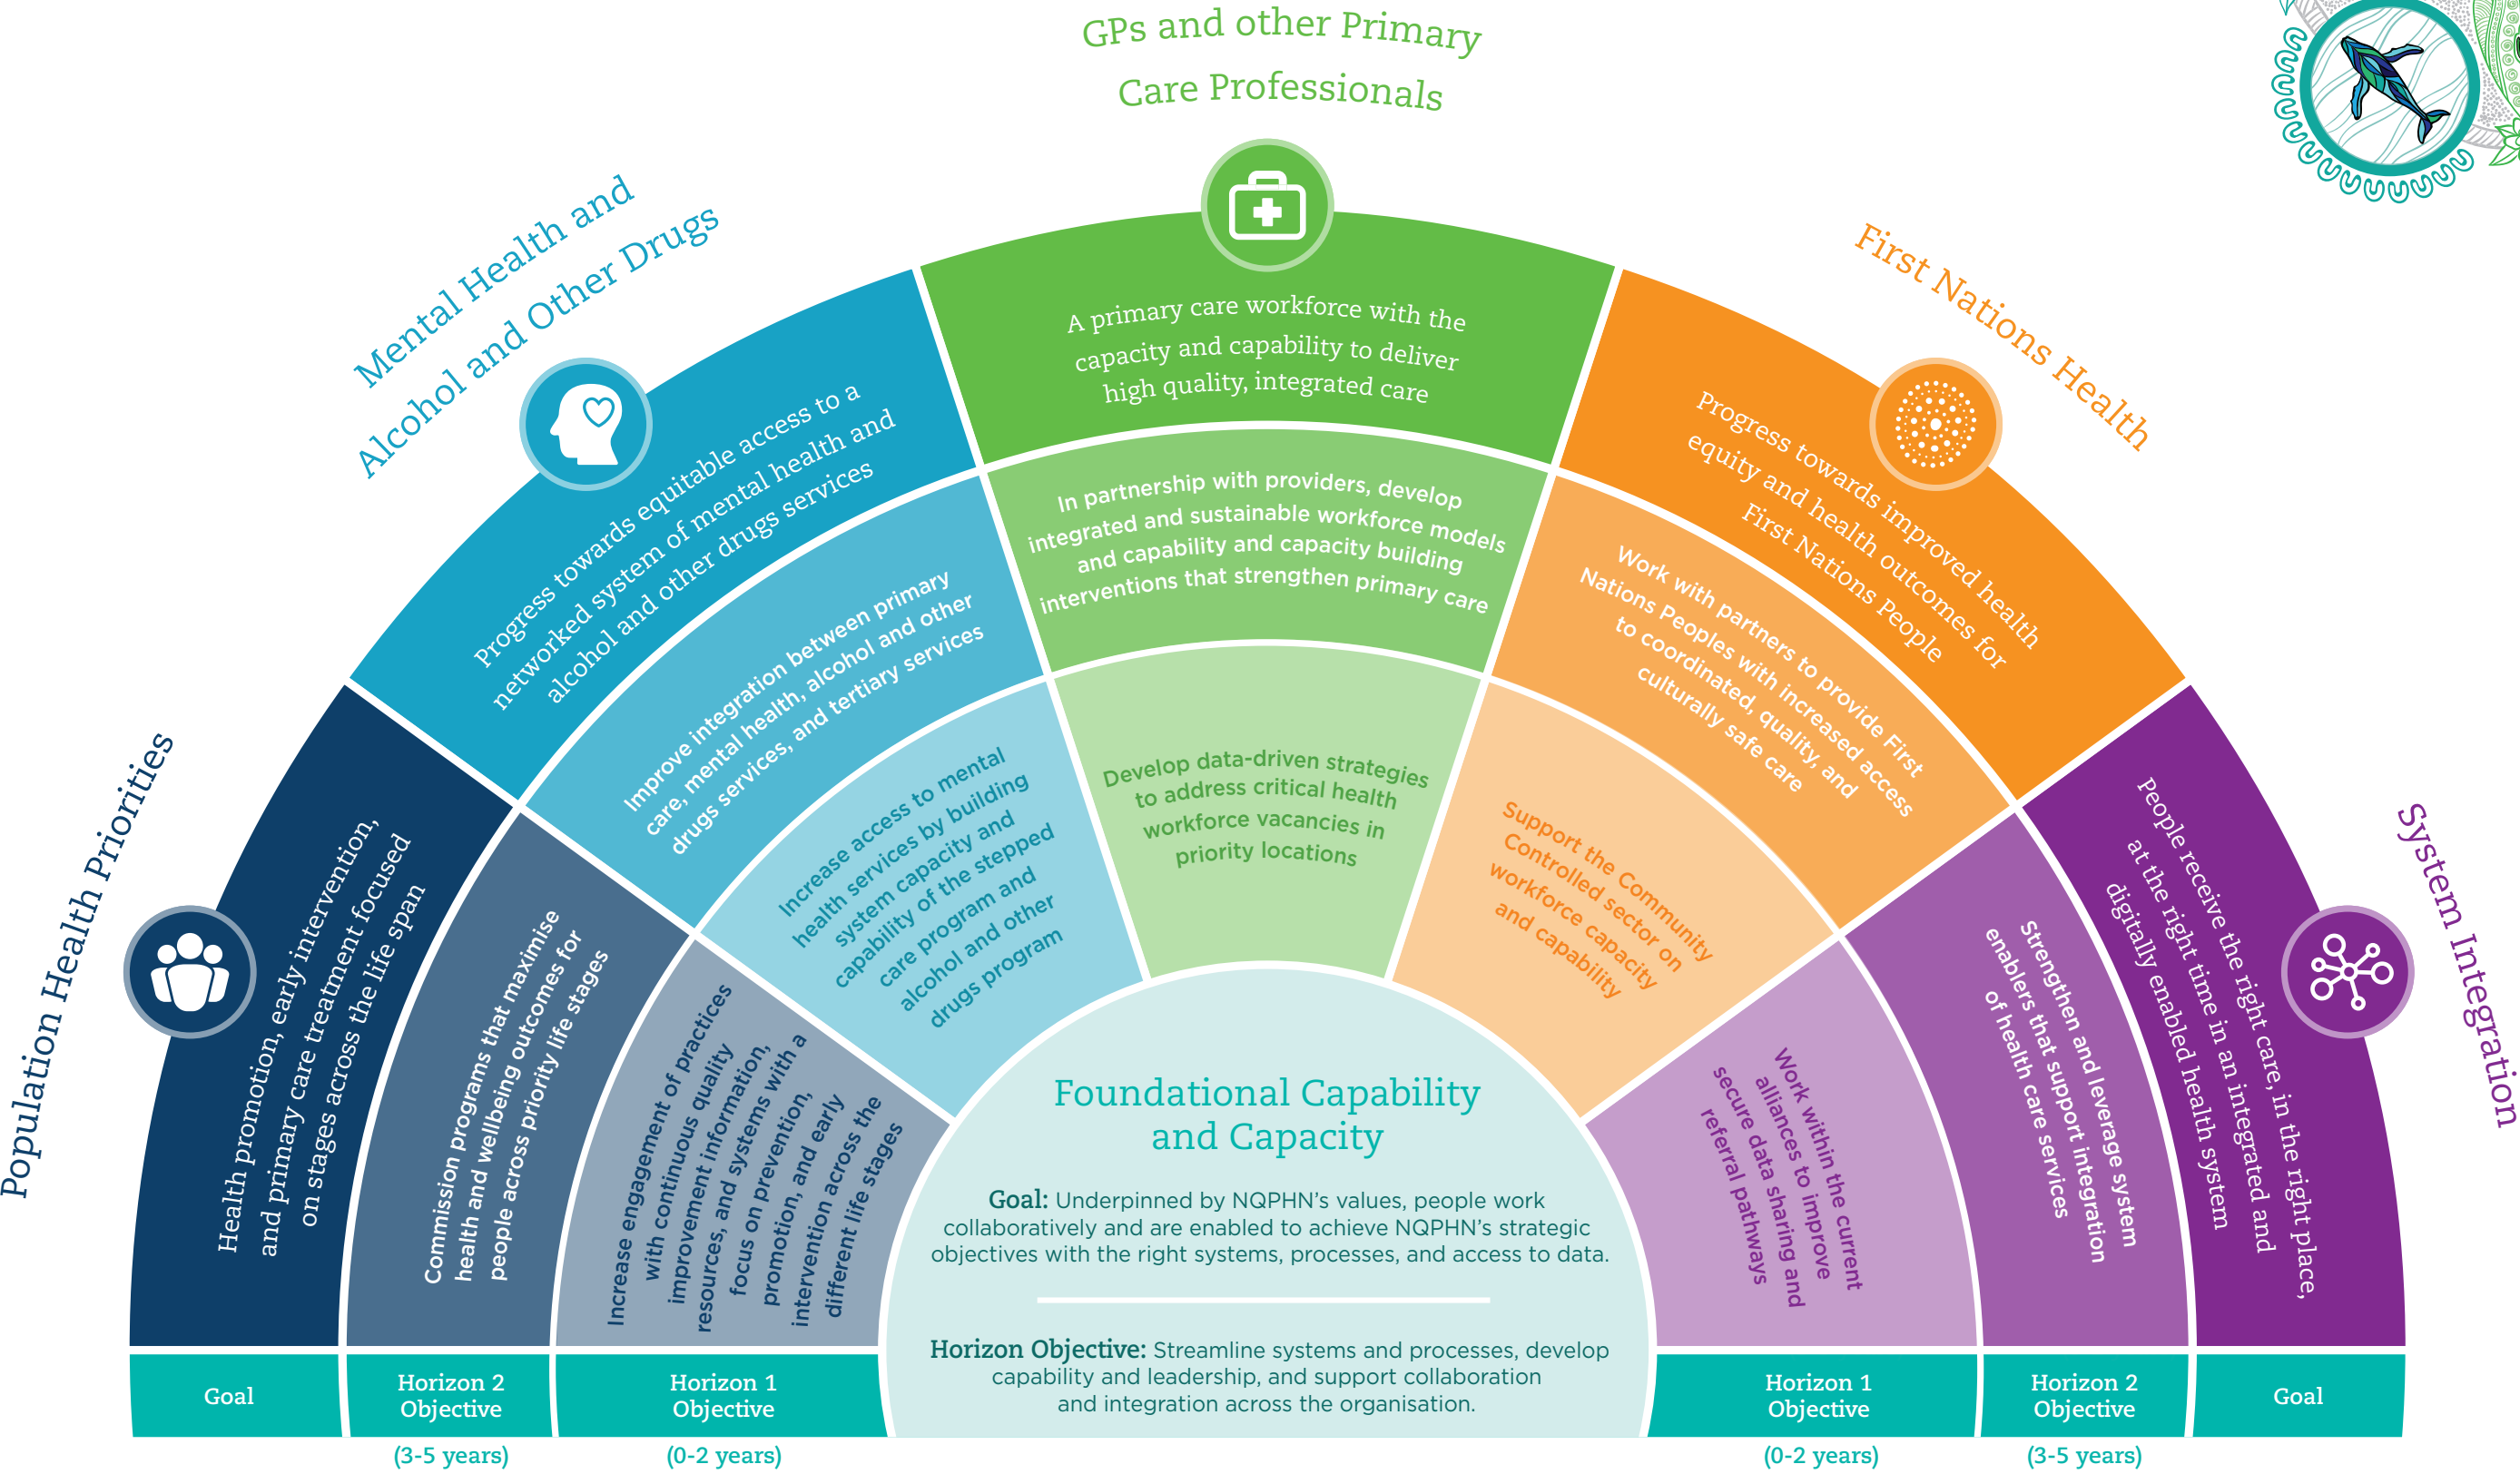 GPs and other Primary
Care Professionals
Mental Health and
Alcohol and Other Drugs
First Nations Health
Population Health Priorities
System Integration
Health promotion, early intervention,
and primary care treatment focused
on stages across the life span
Commission programs that maximise
health and wellbeing outcomes for
people across priority life stages
Increase engagement of practices
with continuous quality
improvement information,
resources, and systems with a
focus on prevention,
promotion, and early
intervention across the
different life stages
Progress towards equitable access to a
networked system of mental health and
alcohol and other drugs services
Improve integration between primary
care, mental health, alcohol and other
drugs services, and tertiary services
Increase access to mental
health services by building
system capacity and
capability of the stepped
care program and
alcohol and other
drugs program
A primary care workforce with the
capacity and capability to deliver
high quality, integrated care
In partnership with providers, develop
integrated and sustainable workforce models
and capability and capacity building
interventions that strengthen primary care
Develop data-driven strategies
to address critical health
workforce vacancies in
priority locations
Progress towards improved health
equity and health outcomes for
First Nations People
Work with partners to provide First
Nations Peoples with increased access
to coordinated, quality, and
culturally safe care
Support the Community
Controlled sector on
workforce capacity
and capability
People receive the right care, in the right place,
at the right time in an integrated and
digitally enabled health system
Strengthen and leverage system
enablers that support integration
of health care services
Work within the current
alliances to improve
secure data sharing and
referral pathways
Foundational Capability
and Capacity
Goal: Underpinned by NQPHN's values, people work
collaboratively and are enabled to achieve NQPHN's strategic
objectives with the right systems, processes, and access to data.
Horizon Objective: Streamline systems and processes, develop
capability and leadership, and support collaboration
and integration across the organisation.
Goal
Horizon 2
Objective
(3-5 years)
Horizon 1
Objective
(0-2 years)
Horizon 1
Objective
(0-2 years)
Horizon 2
Objective
(3-5 years)
Goal